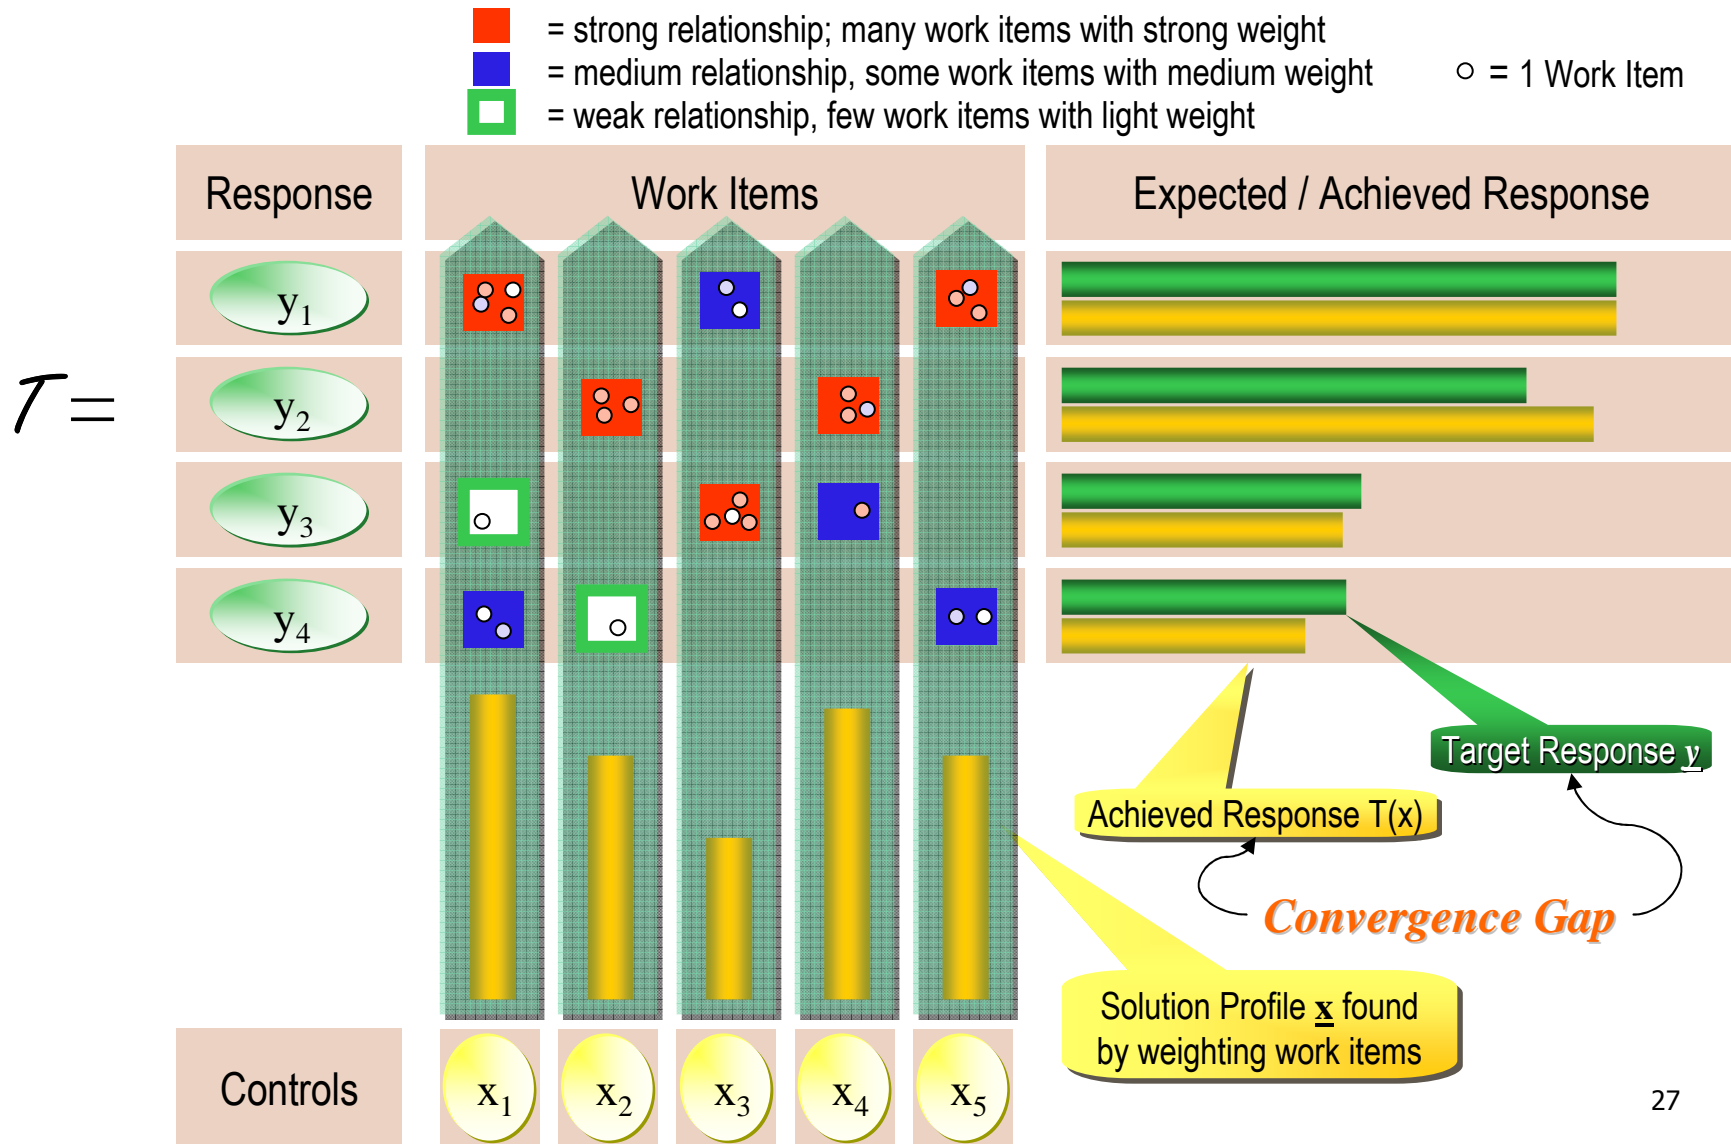 = strong relationship; many work items with strong weight
= medium relationship, some work items with medium weight
= 1 Work Item
= weak relationship, few work items with light weight
Response
Work Items
Expected / Achieved Response
y1
T =
y2
y3
y4
Target Response y
Achieved Response T(x)
Convergence Gap
Solution Profile x found
by weighting work items
Controls
x1
x2
x3
x4
x5
27